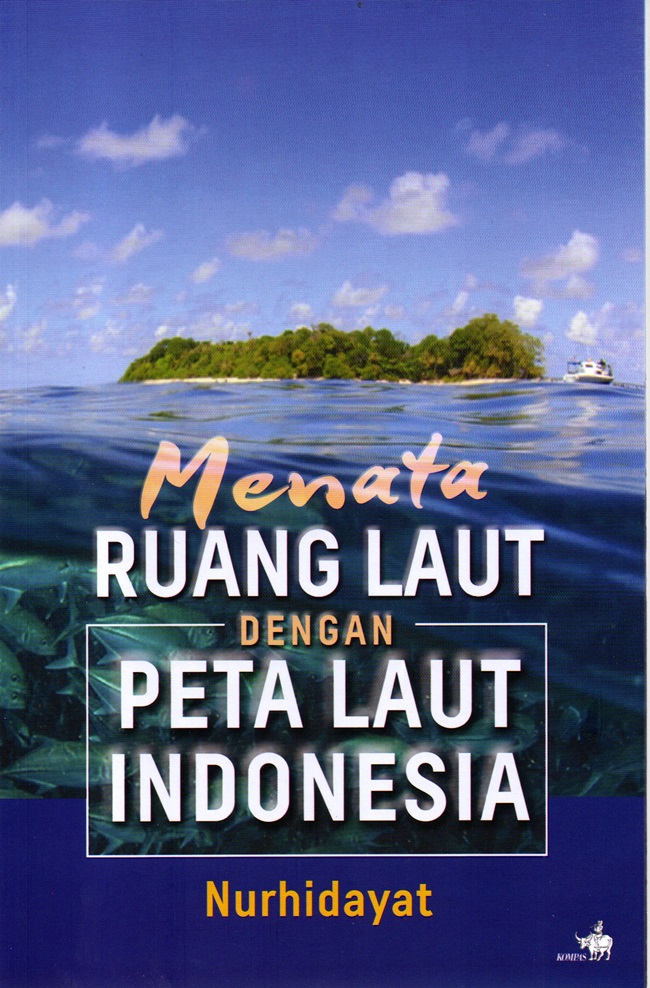 Menata
RUANG LAUT
DENGAN
PETA LAUT
INDONESIA
Nurhidayat
KOMPAS